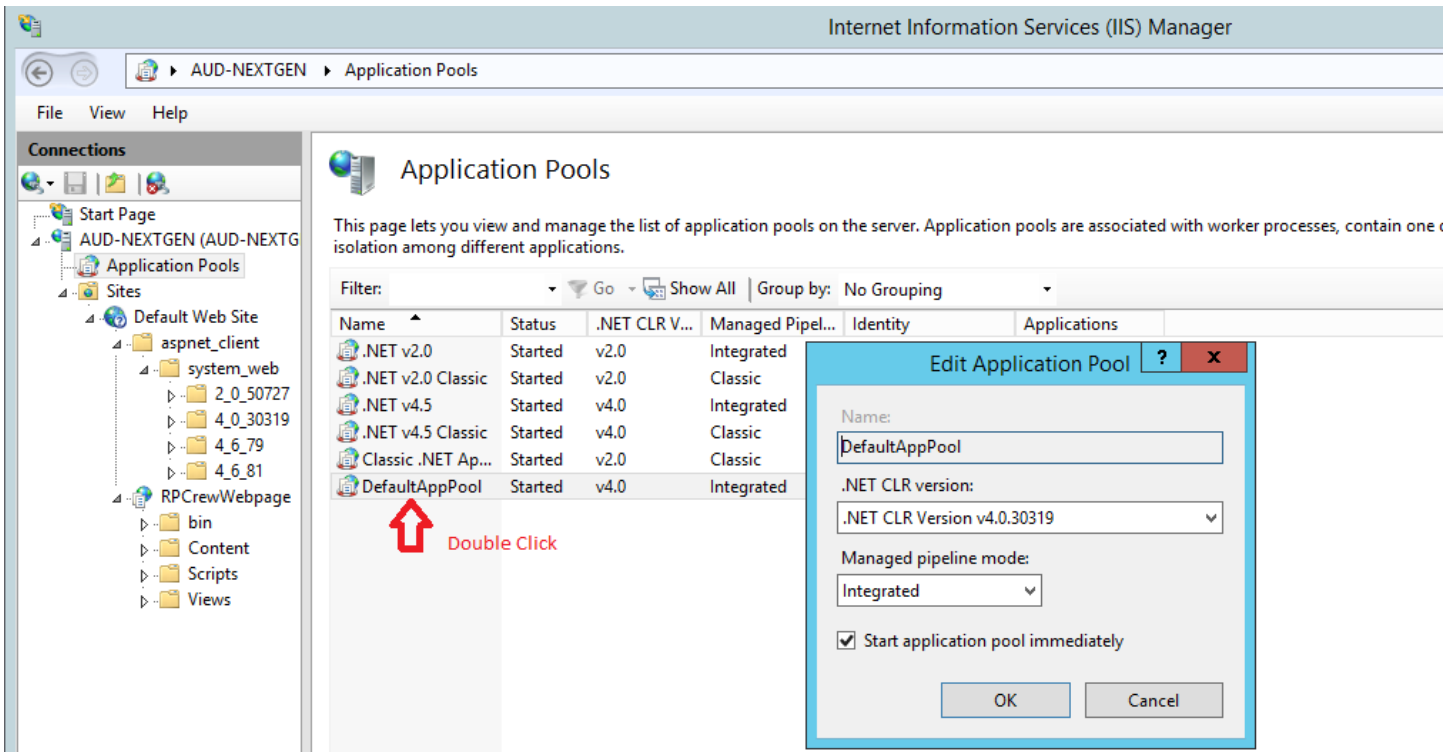 Internet Information Services (IIS) Manager
AUD-NEXTGEN Application Pools
File View Help
Connections
Start Page
AUD-NEXTGEN (AUD-NEXTG
Application Pools
Sites
Default Web Site
aspnet_client
system_web
2_0_50727
4_0_30319
4_6_79
4_6_81
RPCrewWebpage
bin
Content
Scripts
Views
Application Pools
This page lets you view and manage the list of application pools on the server. Application pools are associated with worker processes, contain one
isolation among different applications.
Filter: Go Show All Group by: No Grouping
Name Status .NET CLR V... Managed Pipel... Identity Applications
.NET v2.0 Started v2.0 Integrated
.NET v2.0 Classic Started v2.0 Classic
.NET v4.5 Started v4.0 Integrated
.NET v4.5 Classic Started v4.0 Classic
Classic .NET Ap... Started v2.0 Classic
DefaultAppPool Started v4.0 Integrated
Double Click
Edit Application Pool ? x
Name:
DefaultAppPool
.NET CLR version:
.NET CLR Version v4.0.30319
Managed pipeline mode:
Integrated
Start application pool immediately
OK Cancel